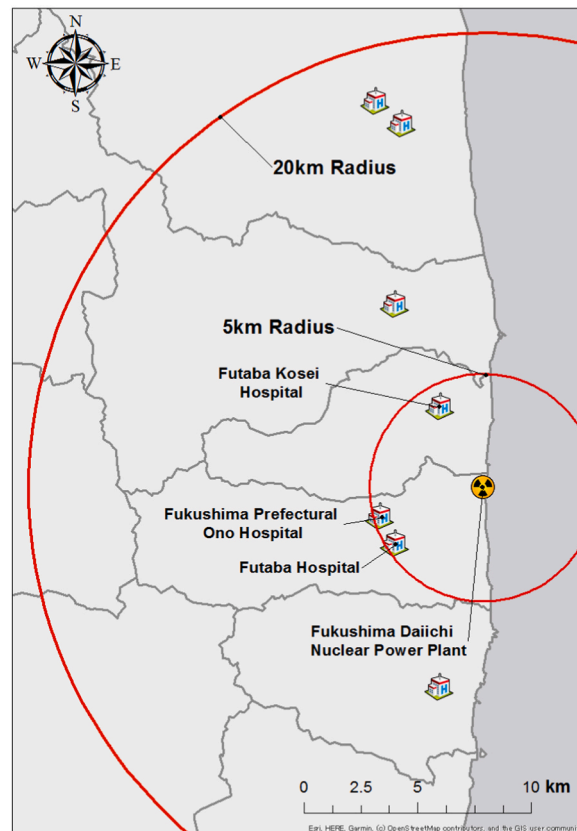 N
W E
S
20km Radius
5km Radius
Futaba Kosei
Hospital
Fukushima Prefectural
Ono Hospital
Futaba Hospital
Fukushima Daiichi
Nuclear Power Plant
0 2.5 5 10 km
Esri, HERE, Garmin, (c) OpenStreetMap contributors, and the GIS user communi